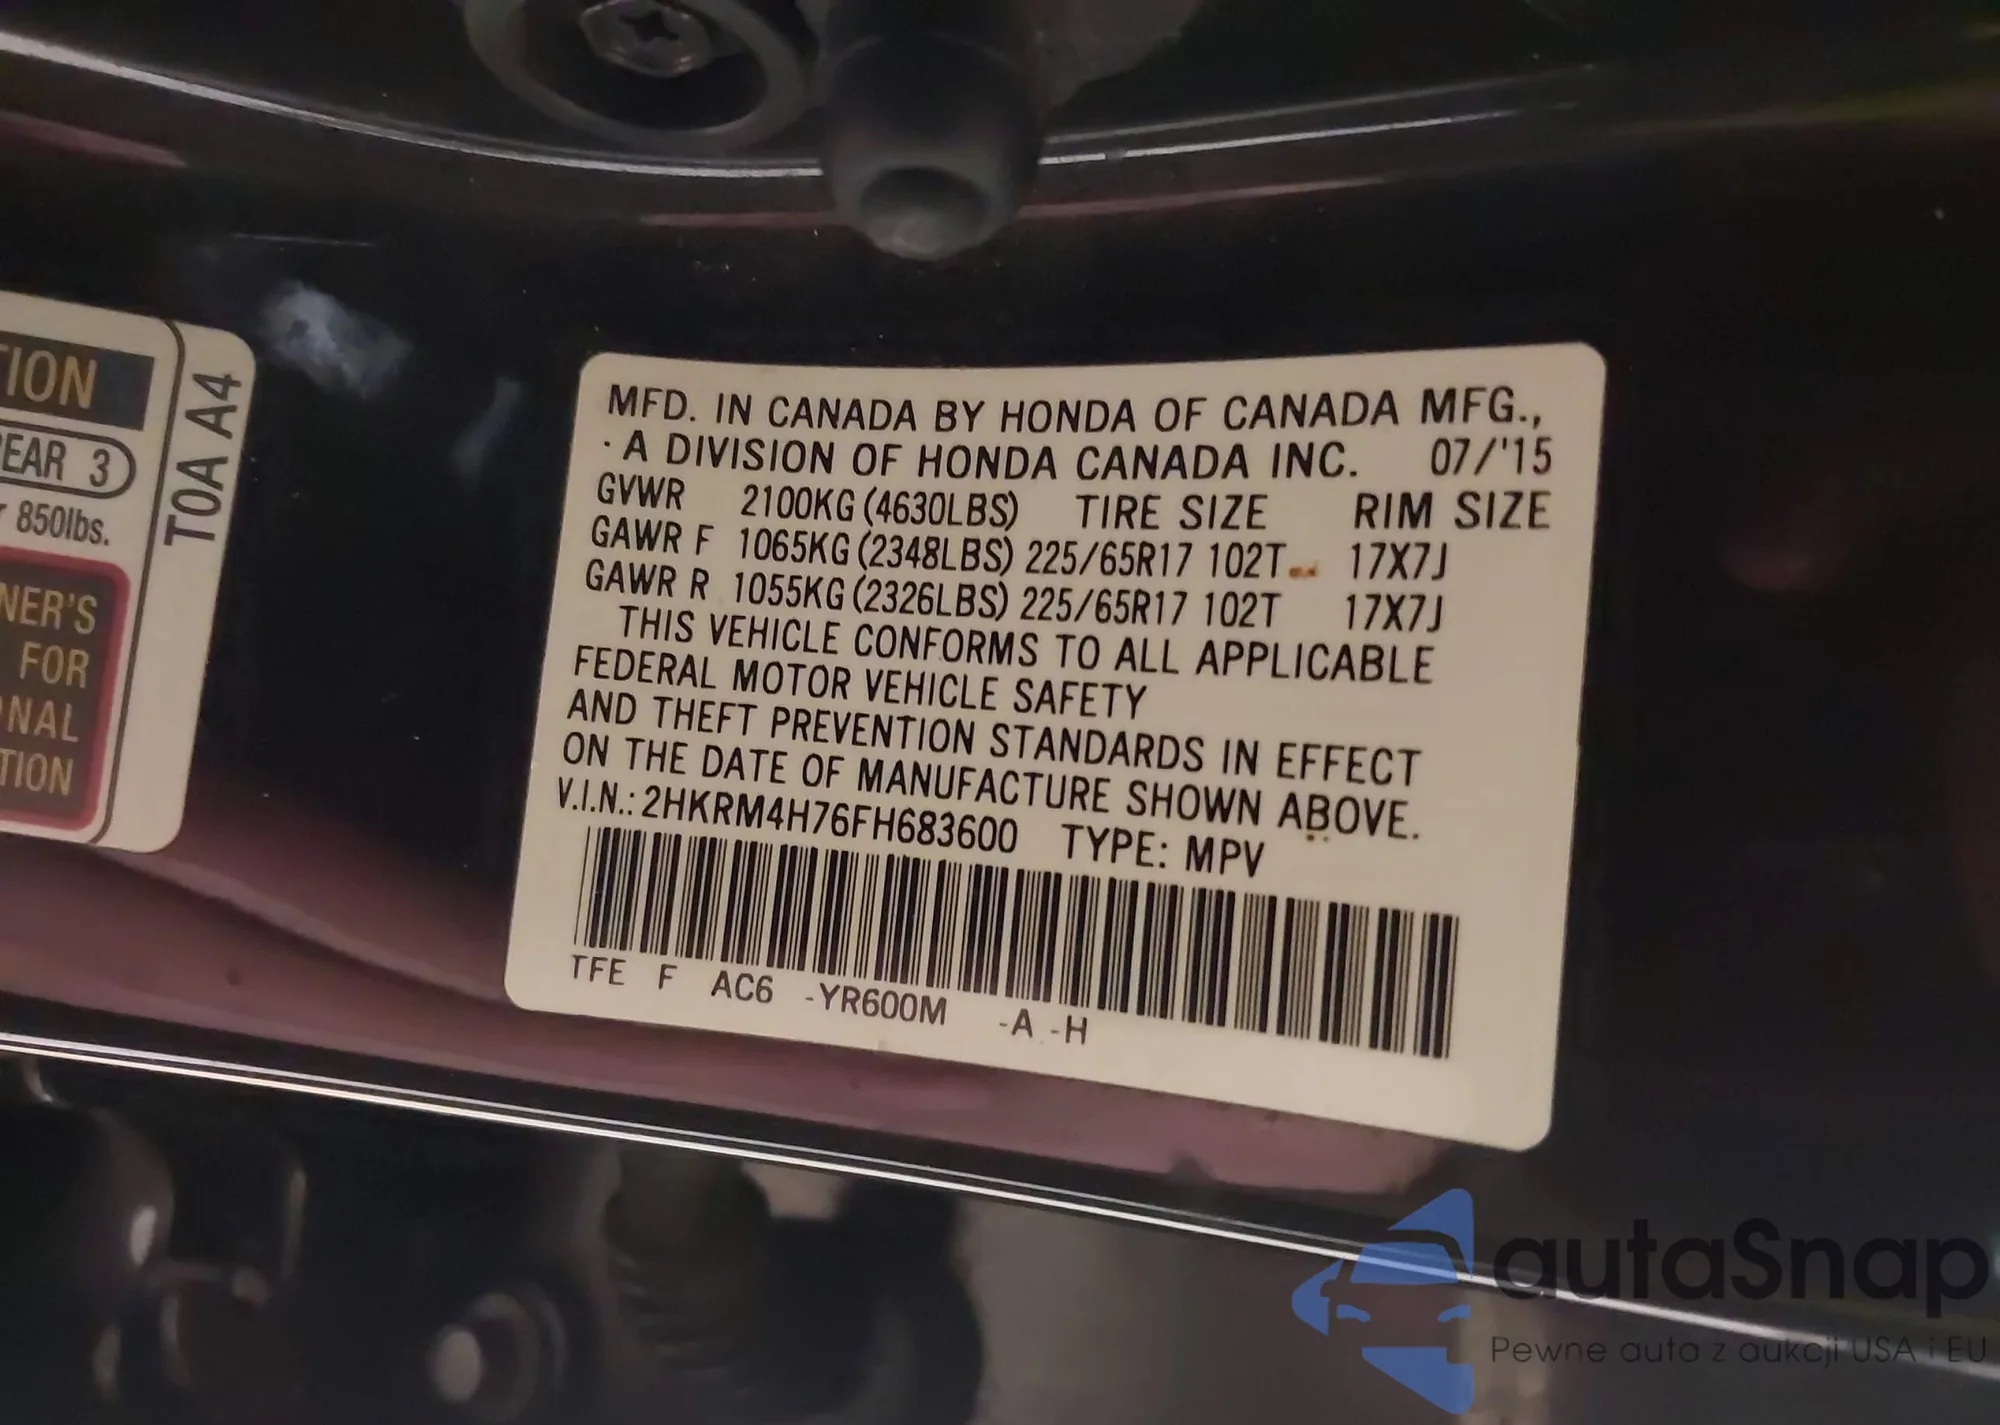 TION
EAR 3
850lbs.
NER'S
FOR
ONAL
TION
T0A A4
MFD. IN CANADA BY HONDA OF CANADA MFG.,
· A DIVISION OF HONDA CANADA INC. 07/'15
GVWR 2100KG (4630LBS) TIRE SIZE RIM SIZE
GAWR F 1065KG (2348LBS) 225/65R17 102T 17X7J
GAWR R 1055KG (2326LBS) 225/65R17 102T 17X7J
THIS VEHICLE CONFORMS TO ALL APPLICABLE
FEDERAL MOTOR VEHICLE SAFETY
AND THEFT PREVENTION STANDARDS IN EFFECT
ON THE DATE OF MANUFACTURE SHOWN ABOVE.
V.I.N.: 2HKRM4H76FH683600 TYPE: MPV
TFE F AC6 -YR600M -A -H
autaSnap
Pewne auta z aukcji USA i EU